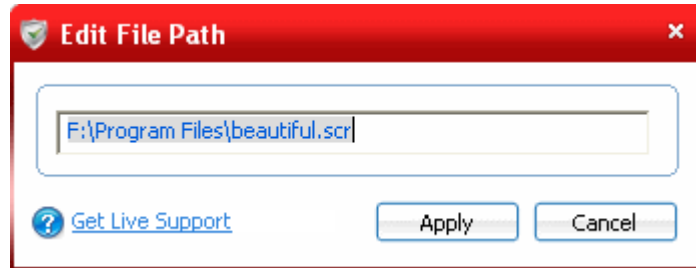 Edit File Path
F:\Program Files\beautiful.scr
Get Live Support
Apply
Cancel